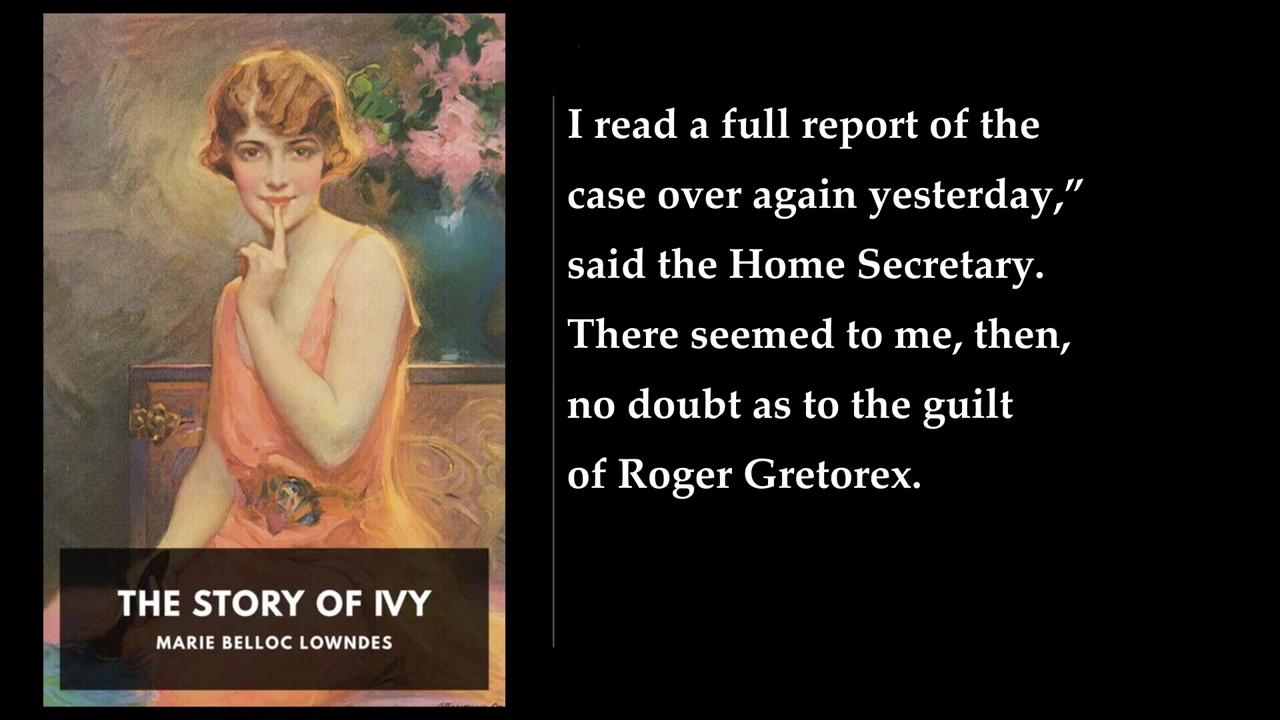 THE STORY OF IVY
MARIE BELLOC LOWNDES
I read a full report of the
case over again yesterday,”
said the Home Secretary.
There seemed to me, then,
no doubt as to the guilt
of Roger Gretorex.